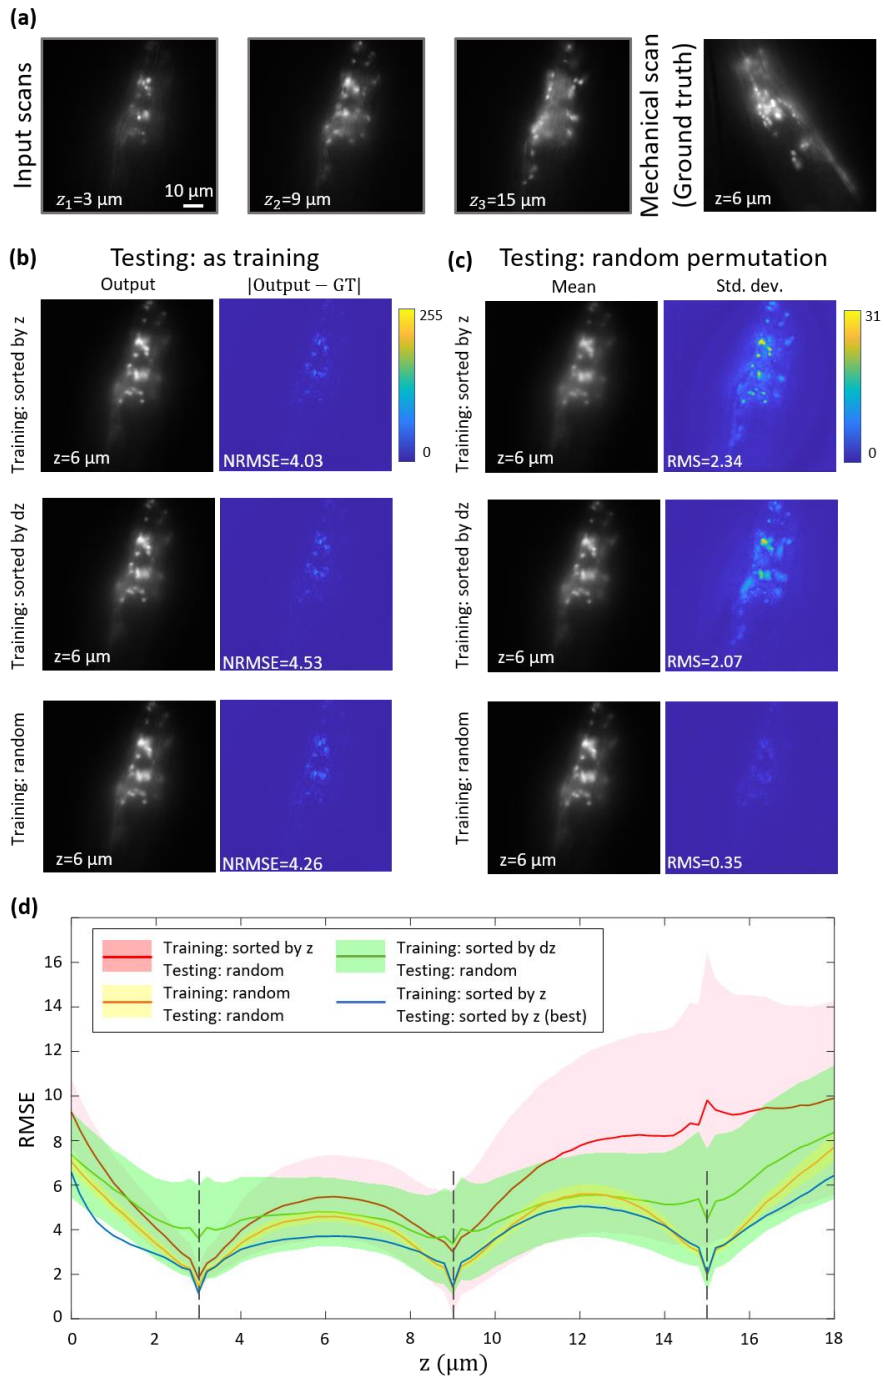 (a)
Input scans
z₁=3 µm
10 µm
z₂=9 µm
z₃=15 µm
Mechanical scan
(Ground truth)
z=6 µm
(b)
Testing: as training
Output
|Output − GT|
Training: sorted by z
z=6 µm
NRMSE=4.03
255
0
Training: sorted by dz
z=6 µm
NRMSE=4.53
Training: random
z=6 µm
NRMSE=4.26
(c)
Testing: random permutation
Mean
Std. dev.
Training: sorted by z
z=6 µm
RMS=2.34
31
0
Training: sorted by dz
z=6 µm
RMS=2.07
Training: random
z=6 µm
RMS=0.35
(d)
Training: sorted by z
Testing: random
Training: random
Testing: random
Training: sorted by dz
Testing: random
Training: sorted by z
Testing: sorted by z (best)
RMSE
16
14
12
10
8
6
4
2
0
0 2 4 6 8 10 12 14 16 18
z (µm)